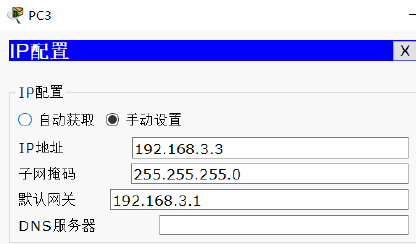 PC3
IP配置
X
IP配置
自动获取 手动设置
IP地址 192.168.3.3
子网掩码 255.255.255.0
默认网关 192.168.3.1
DNS服务器